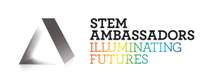 STEM
AMBASSADORS
ILLUMINATING
FUTURES